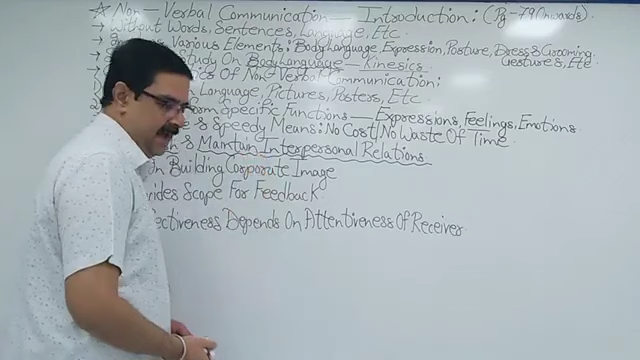 ☆ Non-Verbal Communication — Introduction: (Pg-79 Onwards).
→ Without Words, Sentences, Language, Etc
Various Elements: Body Language, Expression, Posture, Dress & Grooming,
Gestures, Etc
Study On Body Language — Kinesics
Of Non-Verbal Communication:
Language, Pictures, Posters, Etc
Specific Functions — Expressions, Feelings, Emotions
& Speedy Means: No Cost/No Waste Of Time
& Maintain Interpersonal Relations
In Building Corporate Image
Scope For Feedback
Depends On Attentiveness Of Receiver